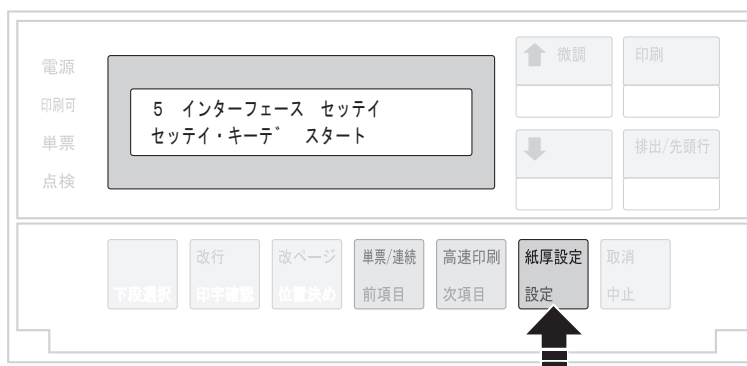 電源
印刷可
単票
点検
5 インターフェース セッテイ
セッテイ・キーデ゛ スタート
微調
印刷
排出/先頭行
下段選択
改行
印字確認
改ページ
位置決め
単票/連続
前項目
高速印刷
次項目
紙厚設定
設定
取消
中止